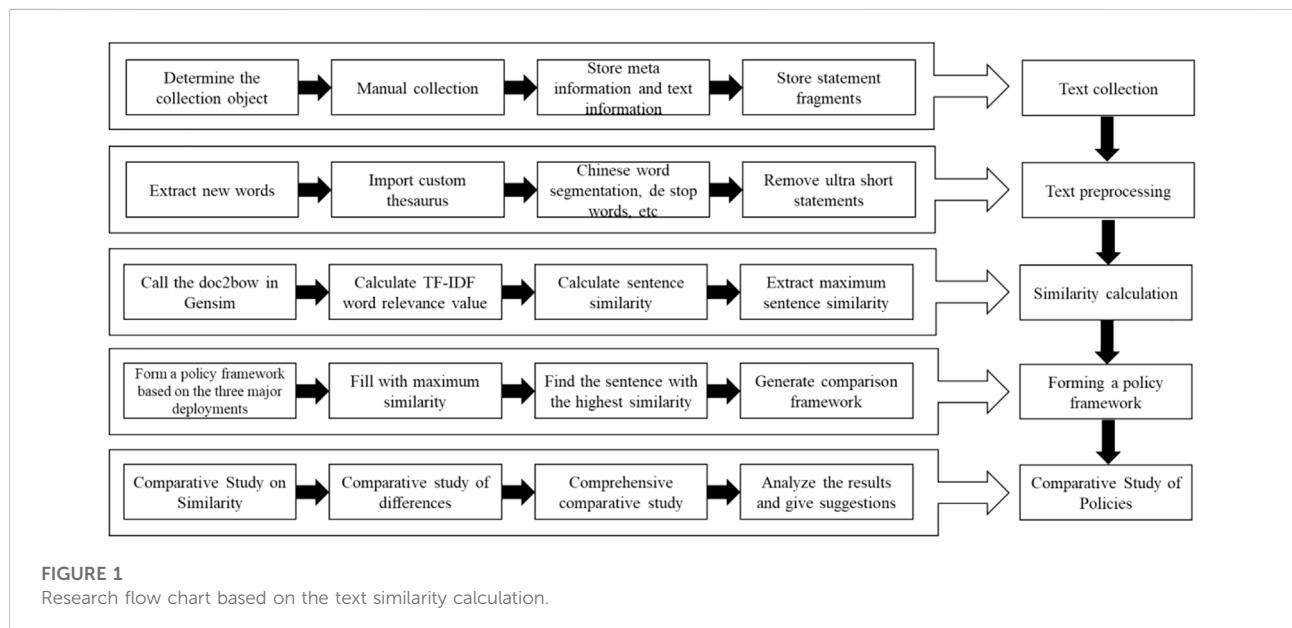 Determine the
collection object
Manual collection
Store meta
information and text
information
Store statement
fragments
Text collection
Extract new words
Import custom
thesaurus
Chinese word
segmentation, de stop
words, etc
Remove ultra short
statements
Text preprocessing
Call the doc2bow in
Gensim
Calculate TF-IDF
word relevance value
Calculate sentence
similarity
Extract maximum
sentence similarity
Similarity calculation
Form a policy framework
based on the three major
deployments
Fill with maximum
similarity
Find the sentence with
the highest similarity
Generate comparison
framework
Forming a policy
framework
Comparative Study on
Similarity
Comparative study of
differences
Comprehensive
comparative study
Analyze the results
and give suggestions
Comparative Study of
Policies
FIGURE 1
Research flow chart based on the text similarity calculation.